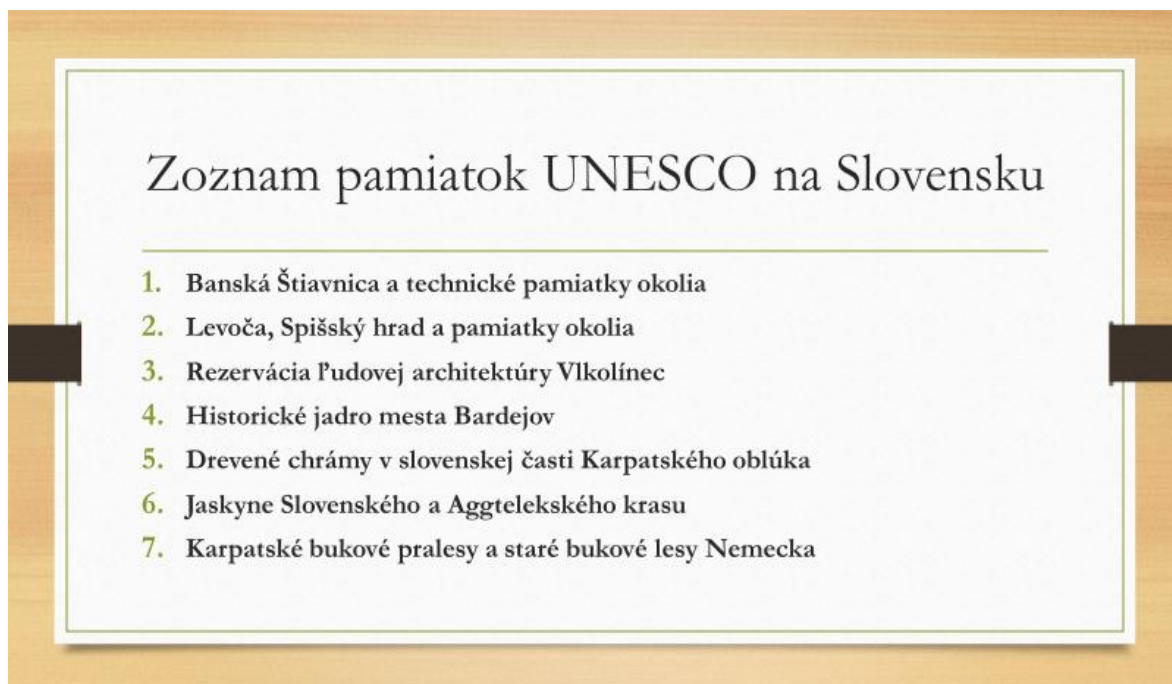 Zoznam pamiatok UNESCO na Slovensku
1. Banská Štiavnica a technické pamiatky okolia
2. Levoča, Spišský hrad a pamiatky okolia
3. Rezervácia ľudovej architektúry Vlkolínec
4. Historické jadro mesta Bardejov
5. Drevené chrámy v slovenskej časti Karpatského oblúka
6. Jaskyne Slovenského a Aggtelekského krasu
7. Karpatské bukové pralesy a staré bukové lesy Nemecka